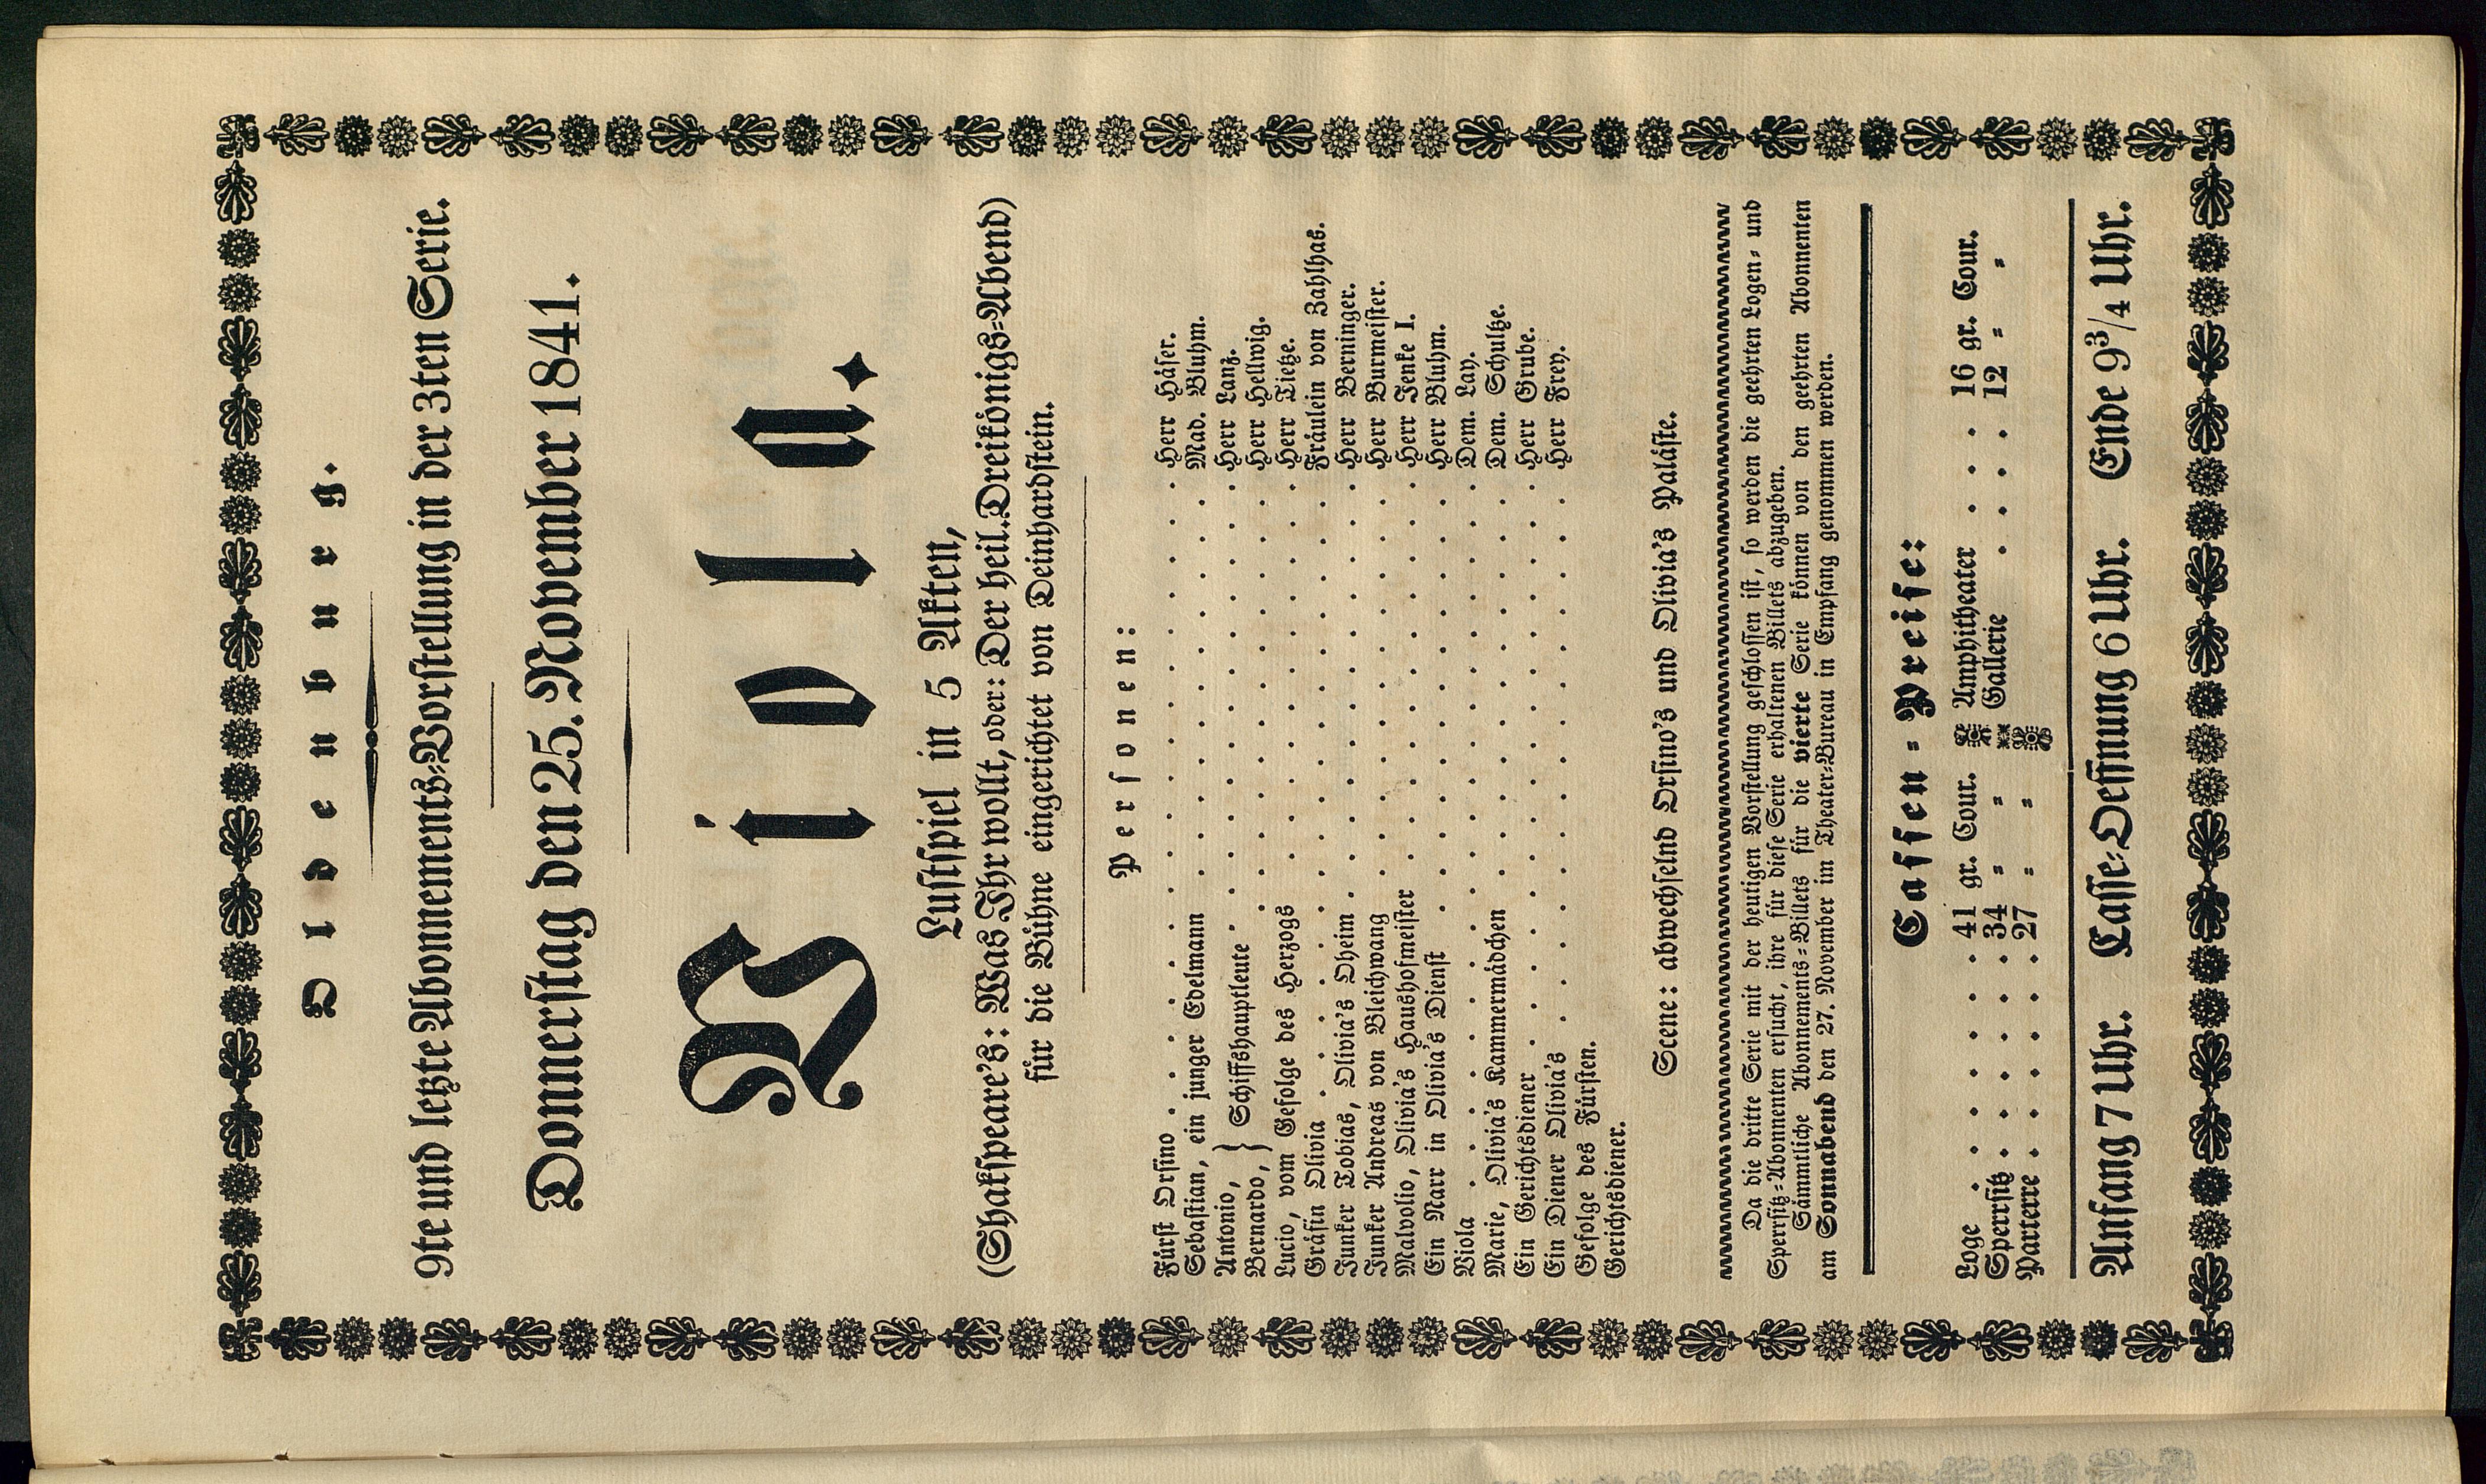 Oldenburg.
9te und letzte Abonnements-Vorstellung in der 3ten Serie.
Donnerstag den 25. November 1841.
Viola.
Lustspiel in 5 Akten,
(Shakspeare's: Was Ihr wollt, oder: Der heil. Dreikönigs-Abend)
für die Bühne eingerichtet von Deinhardstein.
Personen:
Fürst Orsino . . . . . Herr Häser.
Sebastian, ein junger Edelmann . . . . . Mad. Bluhm.
Antonio, } Schiffshauptleute . . . . . Herr Lanz.
Bernardo, } . . . . . Herr Hellwig.
Lucio, vom Gefolge des Herzogs . . . . . Herr Tietze.
Gräfin Olivia . . . . . Fräulein von Zahlhas.
Junker Tobias, Olivia's Oheim . . . . . Herr Berninger.
Junker Andreas von Bleichwang . . . . . Herr Burmeister.
Malvolio, Olivia's Haushofmeister . . . . . Herr Jenke I.
Ein Narr in Olivia's Dienst . . . . . Herr Bluhm.
Viola . . . . . Dem. Lay.
Marie, Olivia's Kammermädchen . . . . . Dem. Schultze.
Ein Gerichtsdiener . . . . . Herr Grube.
Ein Diener Olivia's . . . . . Herr Frey.
Gefolge des Fürsten.
Gerichtsdiener.
Scene: abwechselnd Orsino's und Olivia's Paläste.
Da die dritte Serie mit der heutigen Vorstellung geschlossen ist, so werden die geehrten Logen- und
Sperrsitz-Abonnenten ersucht, ihre für diese Serie erhaltenen Billets abzugeben.
Sämmtliche Abonnements-Billets für die vierte Serie können von den geehrten Abonnenten
am Sonnabend den 27. November im Theater-Bureau in Empfang genommen werden.
Cassen-Preise:
Loge . . . . . 41 gr. Cour. Amphitheater . . . . 16 gr. Cour.
Sperrsitz . . . . . 34 = = Gallerie . . . . 12 = =
Parterre . . . . . 27 = =
Anfang 7 Uhr. Casse-Oeffnung 6 Uhr. Ende 9 3/4 Uhr.